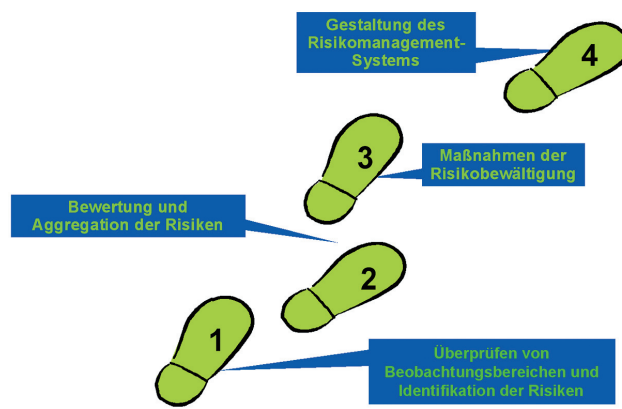 Gestaltung des
Risikomanagement-
Systems
4
3
Maßnahmen der
Risikobewältigung
Bewertung und
Aggregation der Risiken
2
1
Überprüfen von
Beobachtungsbereichen und
Identifikation der Risiken